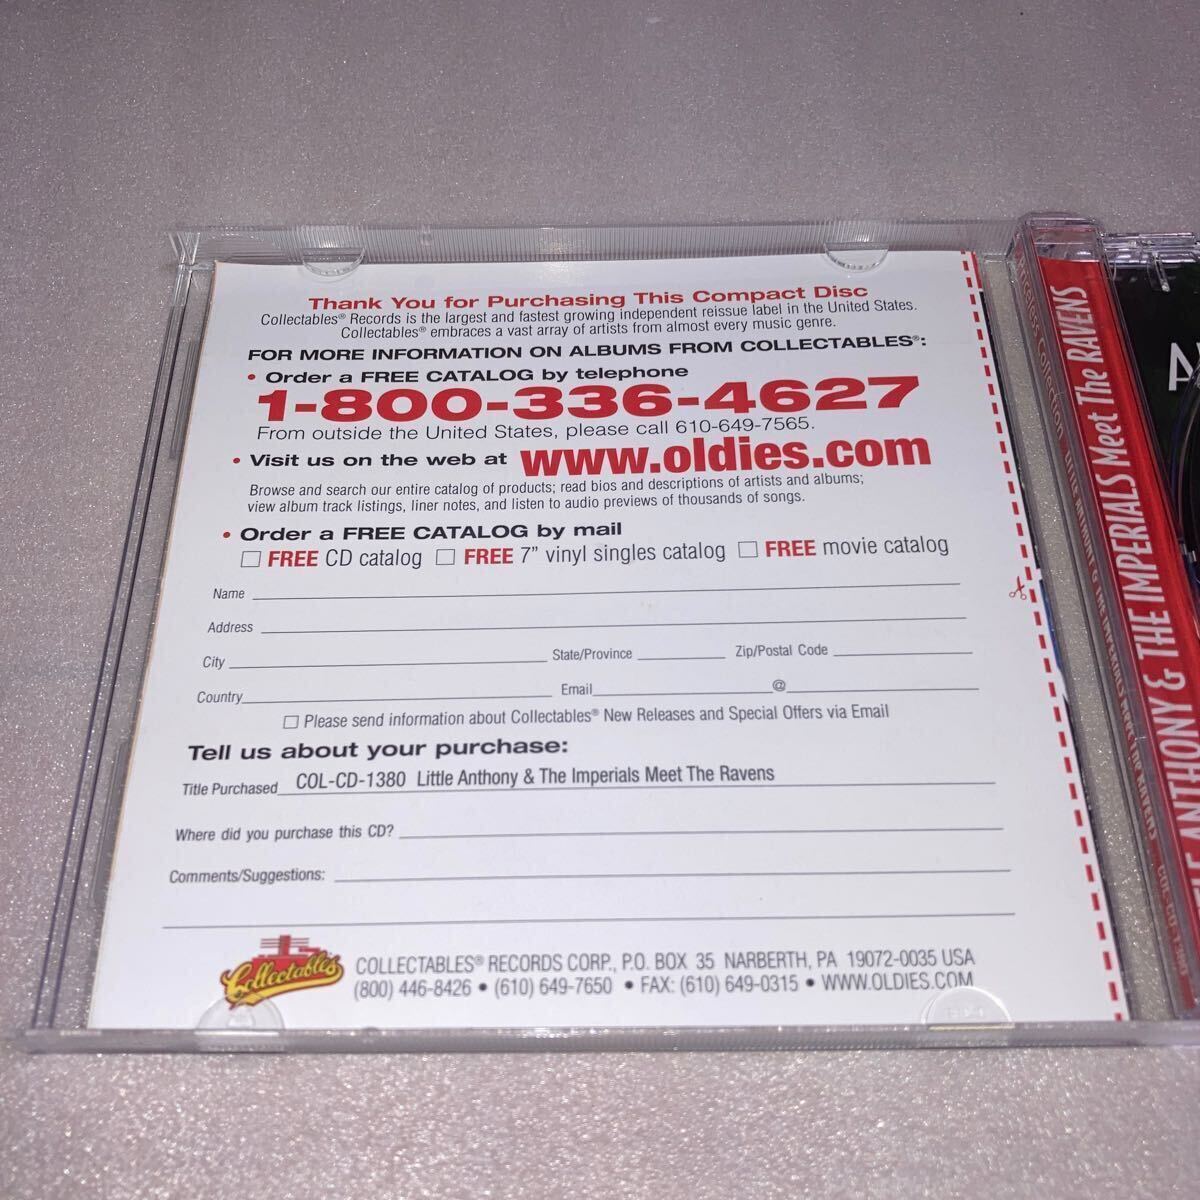 Thank You for Purchasing This Compact Disc
Collectables® Records is the largest and fastest growing independent reissue label in the United States.
Collectables® embraces a vast array of artists from almost every music genre.
FOR MORE INFORMATION ON ALBUMS FROM COLLECTABLES®:
• Order a FREE CATALOG by telephone
1-800-336-4627
From outside the United States, please call 610-649-7565.
• Visit us on the web at www.oldies.com
Browse and search our entire catalog of products; read bios and descriptions of artists and albums;
view album track listings, liner notes, and listen to audio previews of thousands of songs.
• Order a FREE CATALOG by mail
☐ FREE CD catalog ☐ FREE 7” vinyl singles catalog ☐ FREE movie catalog
Name
Address
City State/Province Zip/Postal Code
Country Email @
☐ Please send information about Collectables® New Releases and Special Offers via Email
Tell us about your purchase:
Title Purchased COL-CD-1380 Little Anthony & The Imperials Meet The Ravens
Where did you purchase this CD?
Comments/Suggestions:
Collectables
COLLECTABLES® RECORDS CORP., P.O. BOX 35 NARBERTH, PA 19072-0035 USA
(800) 446-8426 • (610) 649-7650 • FAX: (610) 649-0315 • WWW.OLDIES.COM
ANTHONY & THE IMPERIALS Meet The RAVENS